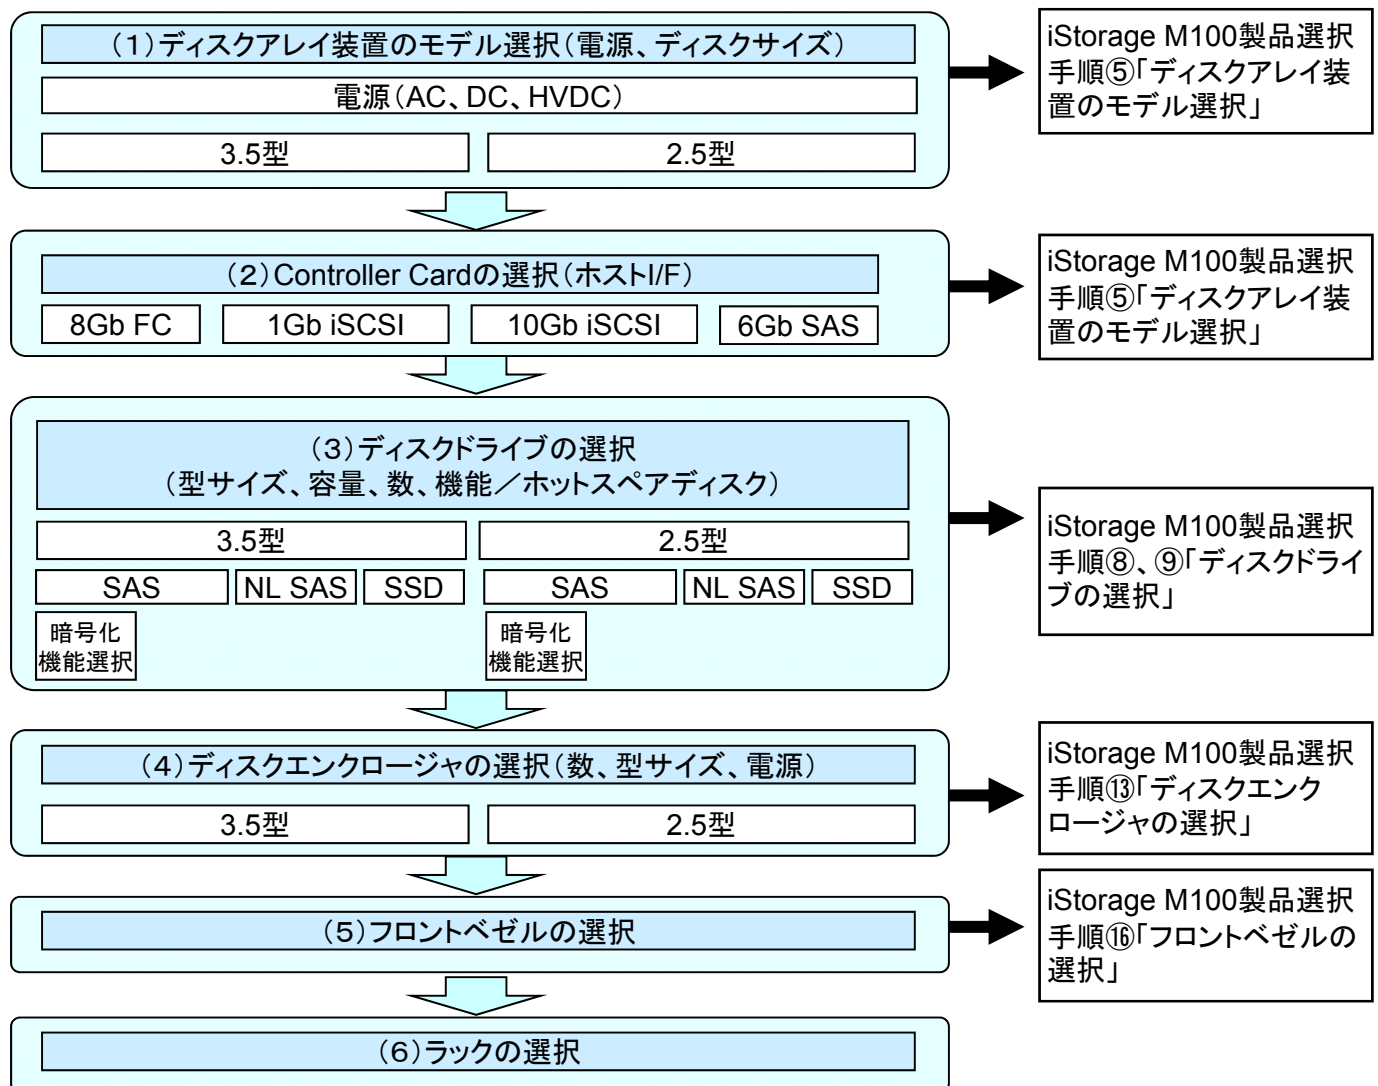 （１）ディスクアレイ装置のモデル選択（電源、ディスクサイズ）
電源（AC、DC、HVDC）
3.5型
2.5型
iStorage M100製品選択
手順⑤「ディスクアレイ装
置のモデル選択」
（２）Controller Cardの選択（ホストI/F）
8Gb FC
1Gb iSCSI
10Gb iSCSI
6Gb SAS
iStorage M100製品選択
手順⑤「ディスクアレイ装
置のモデル選択」
（３）ディスクドライブの選択
（型サイズ、容量、数、機能／ホットスペアディスク）
3.5型
2.5型
SAS
NL SAS
SSD
SAS
NL SAS
SSD
暗号化
機能選択
暗号化
機能選択
iStorage M100製品選択
手順⑧、⑨「ディスクドライ
ブの選択」
（４）ディスクエンクロージャの選択（数、型サイズ、電源）
3.5型
2.5型
iStorage M100製品選択
手順⑬「ディスクエンク
ロージャの選択」
（５）フロントベゼルの選択
iStorage M100製品選択
手順⑯「フロントベゼルの
選択」
（６）ラックの選択